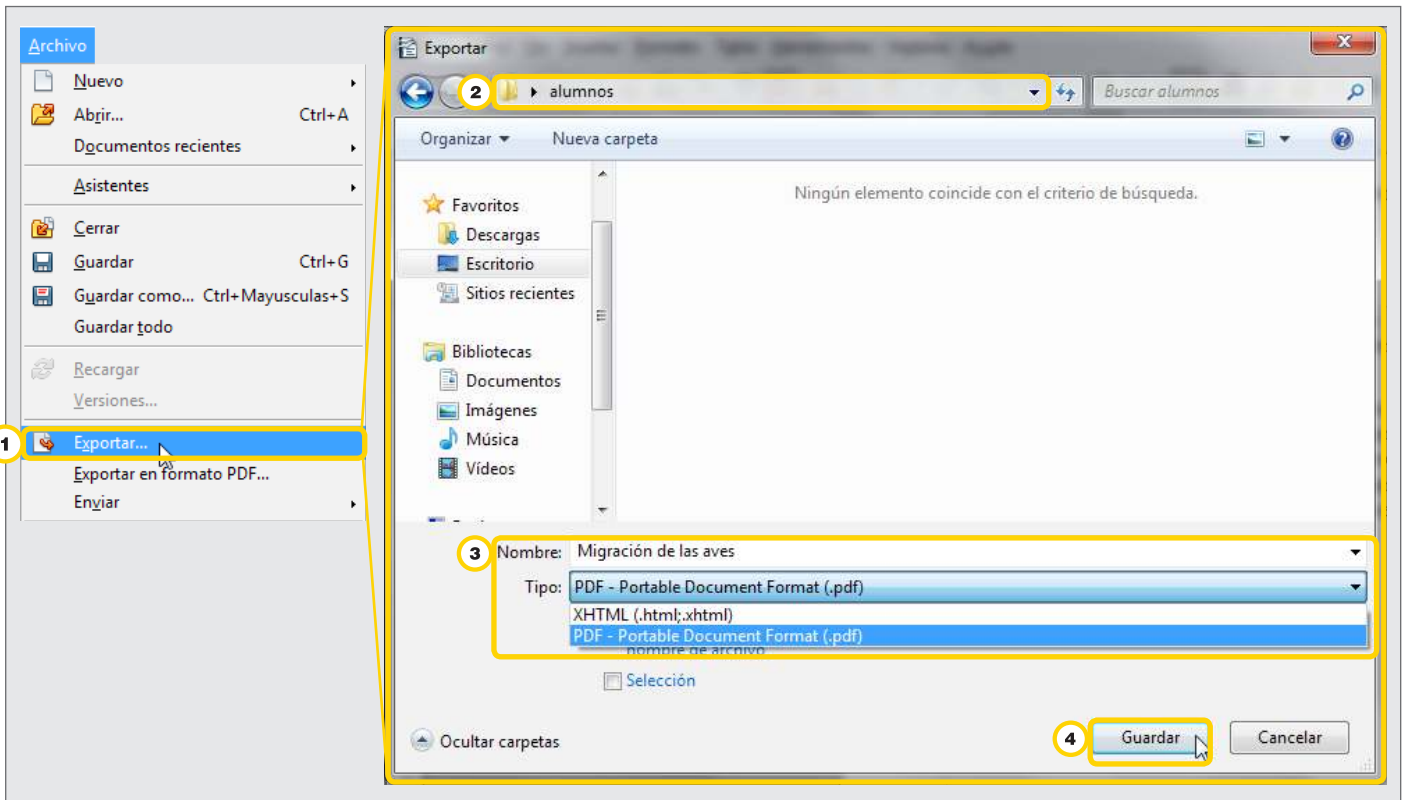 Archivo
Nuevo
Abrir... Ctrl+A
Documentos recientes
Asistentes
Cerrar
Guardar Ctrl+G
Guardar como... Ctrl+Mayusculas+S
Guardar todo
Recargar
Versiones...
1 Exportar...
Exportar en formato PDF...
Enviar
Exportar
2 alumnos Buscar alumnos
Organizar Nueva carpeta
Ningún elemento coincide con el criterio de búsqueda.
Favoritos
Descargas
Escritorio
Sitios recientes
Bibliotecas
Documentos
Imágenes
Música
Vídeos
3 Nombre: Migración de las aves
Tipo: PDF - Portable Document Format (.pdf)
XHTML (.html;.xhtml)
PDF - Portable Document Format (.pdf)
nombre de archivo
Selección
Ocultar carpetas
4 Guardar Cancelar